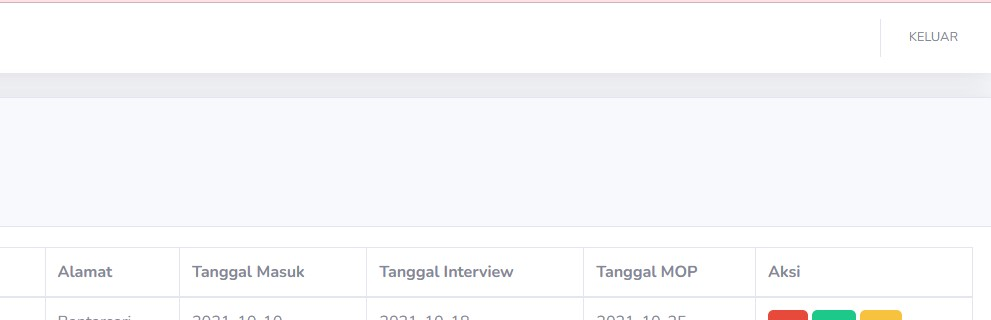 KELUAR
Alamat Tanggal Masuk Tanggal Interview Tanggal MOP Aksi